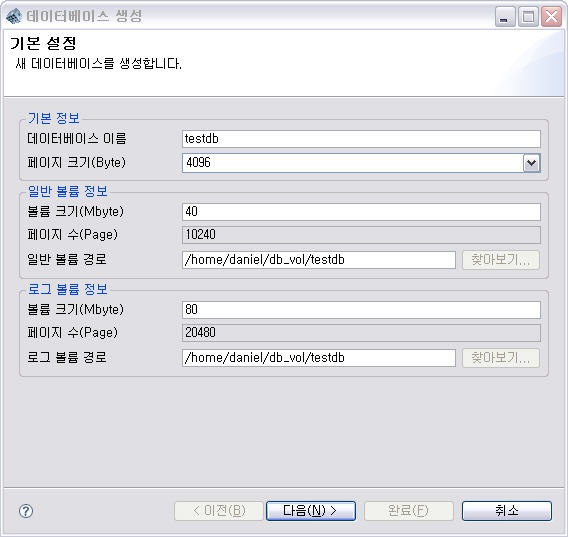 데이터베이스 생성
기본 설정
새 데이터베이스를 생성합니다.
기본 정보
데이터베이스 이름 testdb
페이지 크기(Byte) 4096
일반 볼륨 정보
볼륨 크기(Mbyte) 40
페이지 수(Page) 10240
일반 볼륨 경로 /home/daniel/db_vol/testdb 찾아보기...
로그 볼륨 정보
볼륨 크기(Mbyte) 80
페이지 수(Page) 20480
로그 볼륨 경로 /home/daniel/db_vol/testdb 찾아보기...
? < 이전(B) 다음(N) > 완료(F) 취소